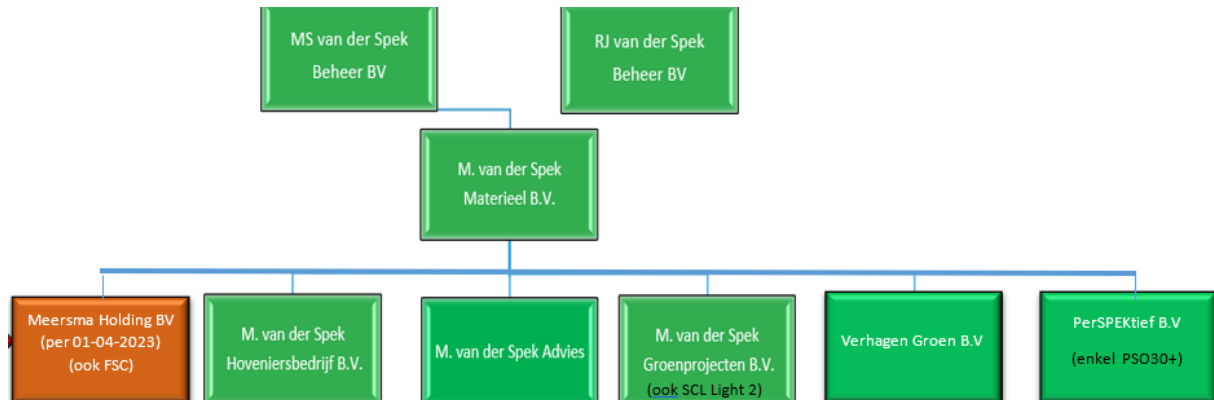 MS van der Spek
Beheer BV
RJ van der Spek
Beheer BV
M. van der Spek
Materieel B.V.
Meersma Holding BV
(per 01-04-2023)
(ook FSC)
M. van der Spek
Hoveniersbedrijf B.V.
M. van der Spek Advies
M. van der Spek
Groenprojecten B.V.
(ook SCL Light 2)
Verhagen Groen B.V
PerSPEKtief B.V
(enkel PSO30+)